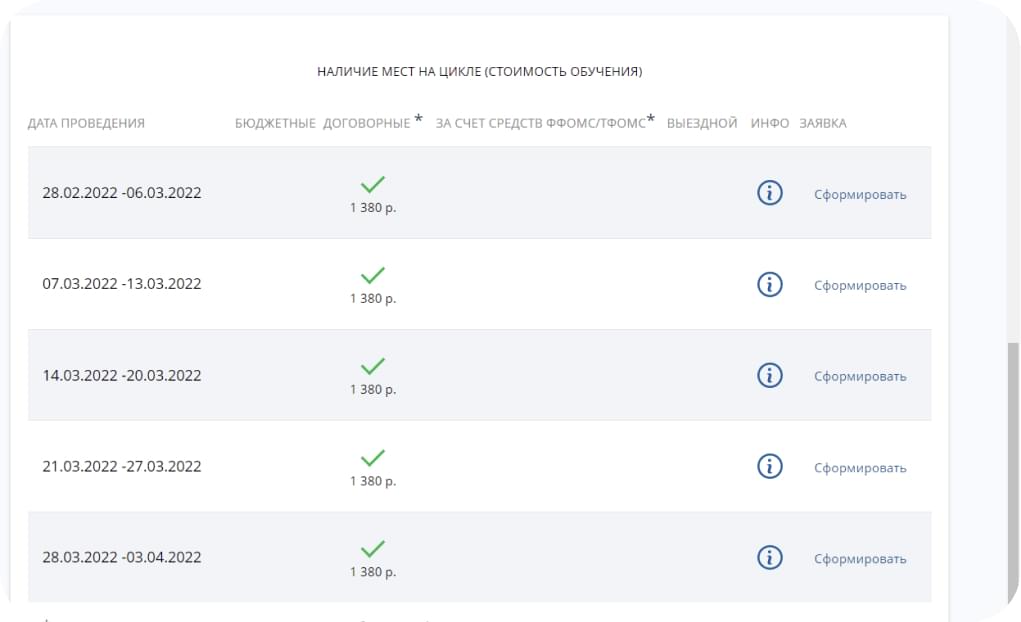 НАЛИЧИЕ МЕСТ НА ЦИКЛЕ (СТОИМОСТЬ ОБУЧЕНИЯ)
ДАТА ПРОВЕДЕНИЯ БЮДЖЕТНЫЕ ДОГОВОРНЫЕ * ЗА СЧЕТ СРЕДСТВ ФФОМС/ТФОМС* ВЫЕЗДНОЙ ИНФО ЗАЯВКА
28.02.2022 -06.03.2022 1 380 р. Сформировать
07.03.2022 -13.03.2022 1 380 р. Сформировать
14.03.2022 -20.03.2022 1 380 р. Сформировать
21.03.2022 -27.03.2022 1 380 р. Сформировать
28.03.2022 -03.04.2022 1 380 р. Сформировать